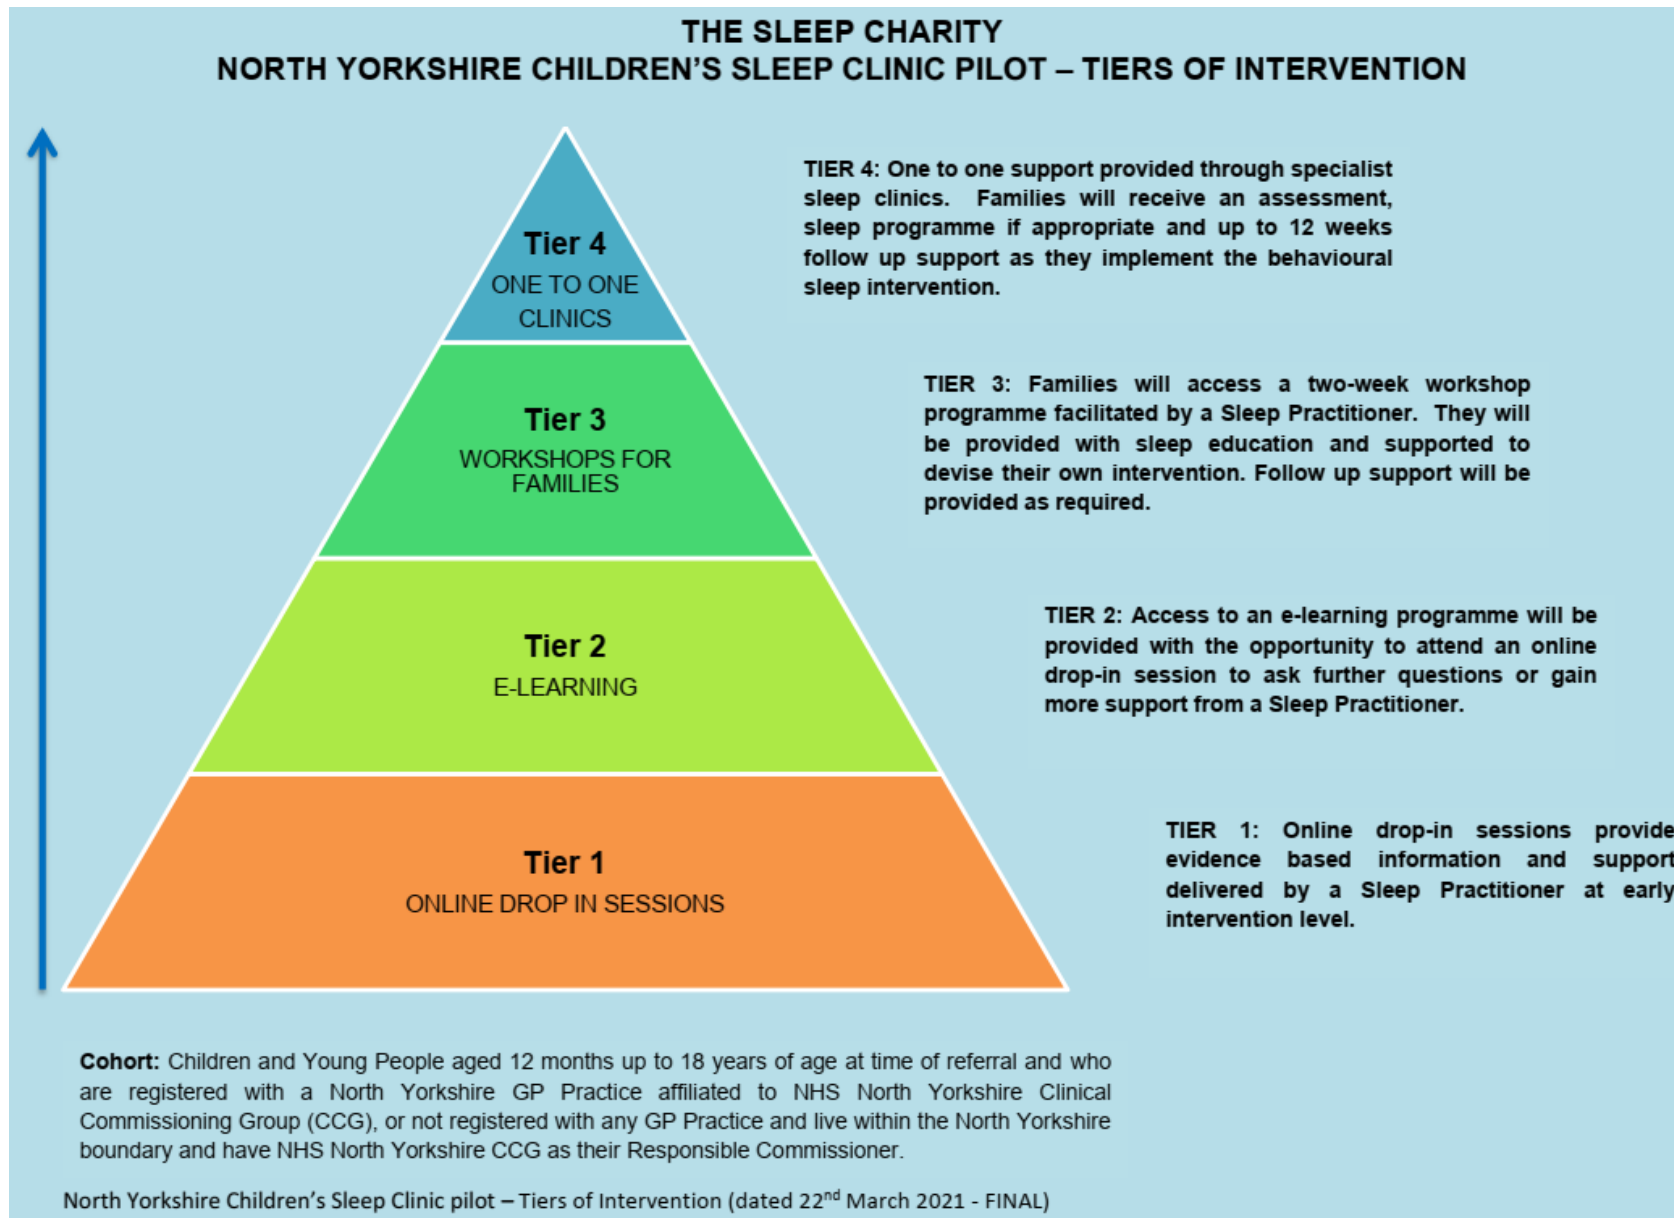 THE SLEEP CHARITY
NORTH YORKSHIRE CHILDREN'S SLEEP CLINIC PILOT – TIERS OF INTERVENTION
Tier 4
ONE TO ONE
CLINICS
TIER 4: One to one support provided through specialist
sleep clinics. Families will receive an assessment,
sleep programme if appropriate and up to 12 weeks
follow up support as they implement the behavioural
sleep intervention.
Tier 3
WORKSHOPS FOR
FAMILIES
TIER 3: Families will access a two-week workshop
programme facilitated by a Sleep Practitioner. They will
be provided with sleep education and supported to
devise their own intervention. Follow up support will be
provided as required.
Tier 2
E-LEARNING
TIER 2: Access to an e-learning programme will be
provided with the opportunity to attend an online
drop-in session to ask further questions or gain
more support from a Sleep Practitioner.
Tier 1
ONLINE DROP IN SESSIONS
TIER 1: Online drop-in sessions provide
evidence based information and support
delivered by a Sleep Practitioner at early
intervention level.
Cohort: Children and Young People aged 12 months up to 18 years of age at time of referral and who
are registered with a North Yorkshire GP Practice affiliated to NHS North Yorkshire Clinical
Commissioning Group (CCG), or not registered with any GP Practice and live within the North Yorkshire
boundary and have NHS North Yorkshire CCG as their Responsible Commissioner.
North Yorkshire Children's Sleep Clinic pilot – Tiers of Intervention (dated 22nd March 2021 - FINAL)